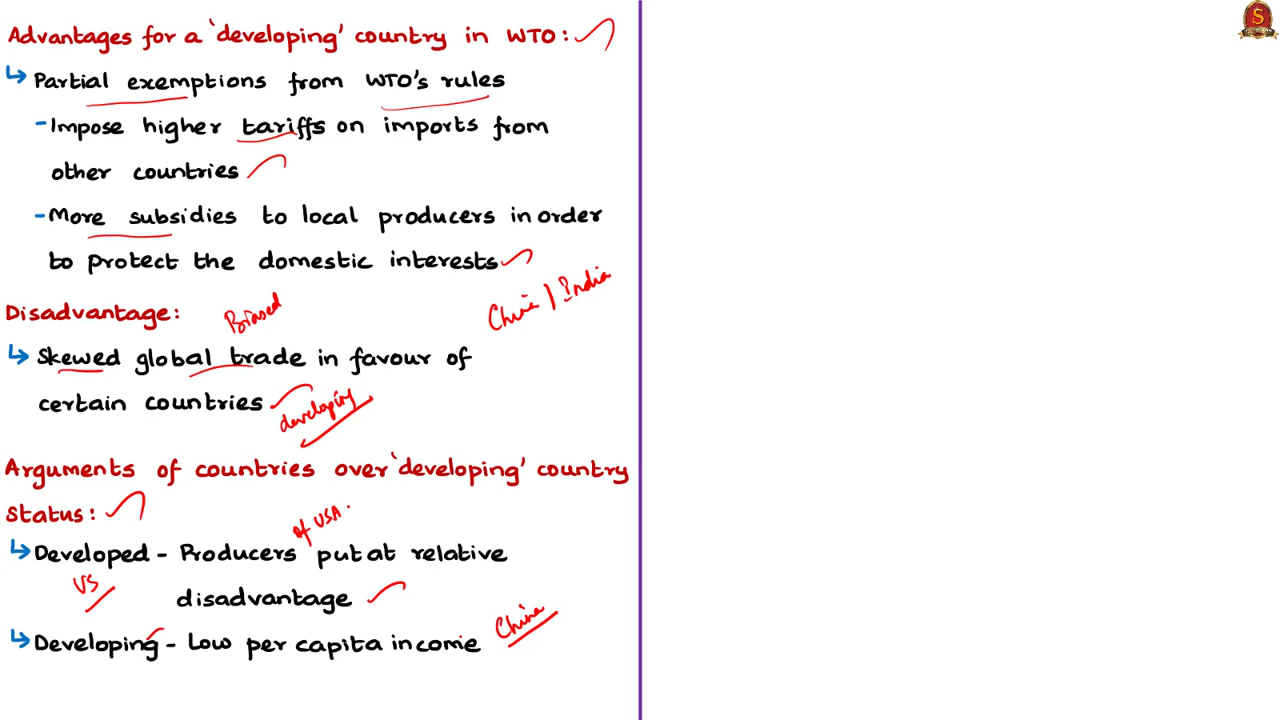 Advantages for a 'developing' country in WTO:
↳ Partial exemptions from WTO's rules
- Impose higher tariffs on imports from
other countries
- More subsidies to local producers in order
to protect the domestic interests
China / India
Disadvantage:
Biased
↳ Skewed global trade in favour of
certain countries
developing
Arguments of countries over 'developing' country
Status:
of USA.
↳ Developed - Producers put at relative
disadvantage
US
China
↳ Developing - Low per capita income
S